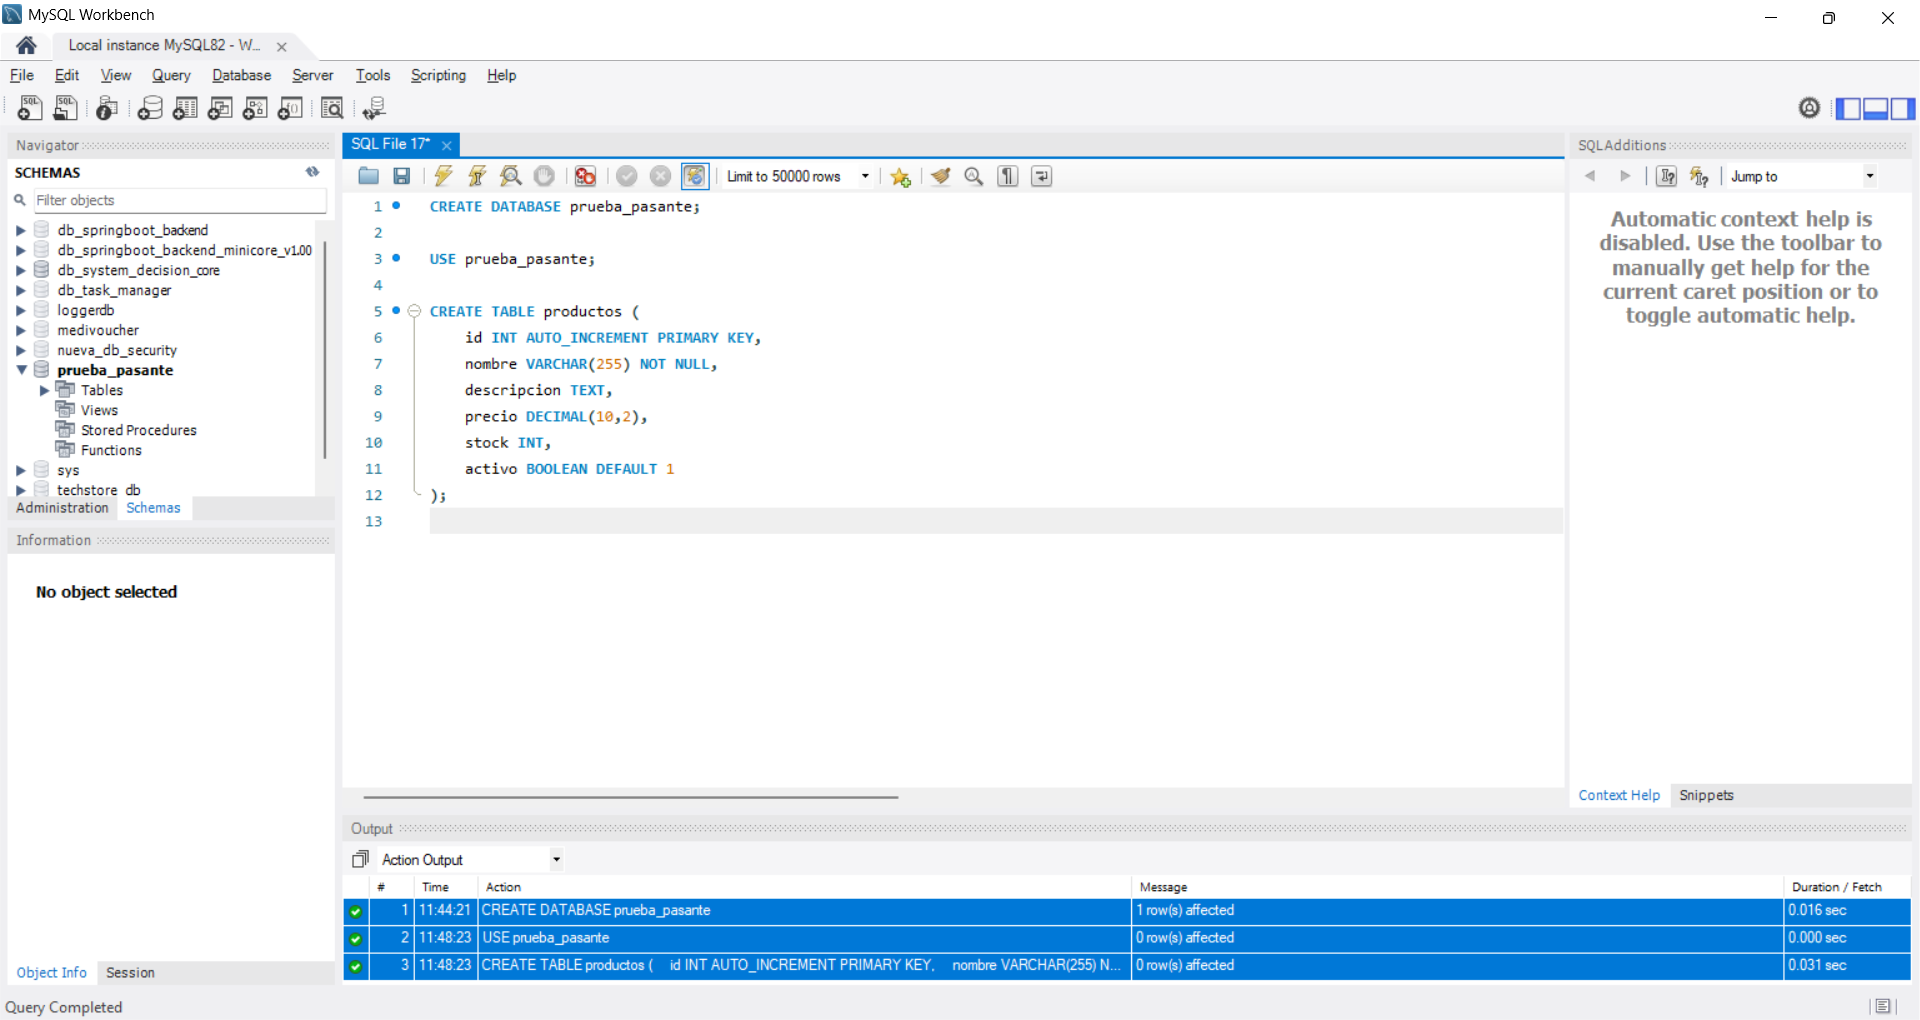 MySQL Workbench
Local instance MySQL82 - W...
File Edit View Query Database Server Tools Scripting Help
Navigator
SCHEMAS
Filter objects
db_springboot_backend
db_springboot_backend_minicore_v1.00
db_system_decision_core
db_task_manager
loggerdb
medivoucher
nueva_db_security
prueba_pasante
Tables
Views
Stored Procedures
Functions
sys
techstore_db
Administration Schemas
Information
No object selected
Object Info Session
SQL File 17*
Limit to 50000 rows
1 CREATE DATABASE prueba_pasante;
2
3 USE prueba_pasante;
4
5 CREATE TABLE productos (
6 id INT AUTO_INCREMENT PRIMARY KEY,
7 nombre VARCHAR(255) NOT NULL,
8 descripcion TEXT,
9 precio DECIMAL(10,2),
10 stock INT,
11 activo BOOLEAN DEFAULT 1
12 );
13
SQLAdditions
Jump to
Automatic context help is
disabled. Use the toolbar to
manually get help for the
current caret position or to
toggle automatic help.
Context Help Snippets
Output
Action Output
# Time Action Message Duration / Fetch
1 11:44:21 CREATE DATABASE prueba_pasante 1 row(s) affected 0.016 sec
2 11:48:23 USE prueba_pasante 0 row(s) affected 0.000 sec
3 11:48:23 CREATE TABLE productos ( id INT AUTO_INCREMENT PRIMARY KEY, nombre VARCHAR(255) N... 0 row(s) affected 0.031 sec
Query Completed